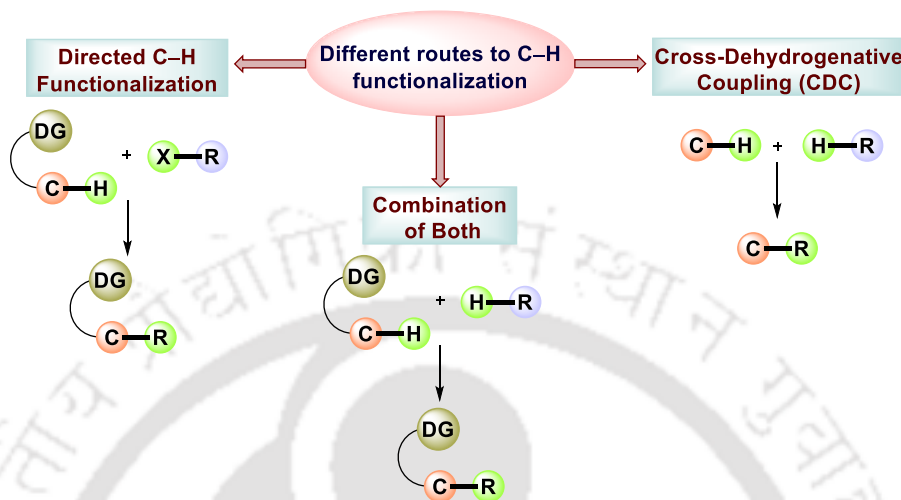 Different routes to C–H
functionalization
Directed C–H
Functionalization
DG
+
X R
C H
DG
C R
Combination
of Both
DG
+
H R
C H
DG
C R
Cross-Dehydrogenative
Coupling (CDC)
C H + H R
C R